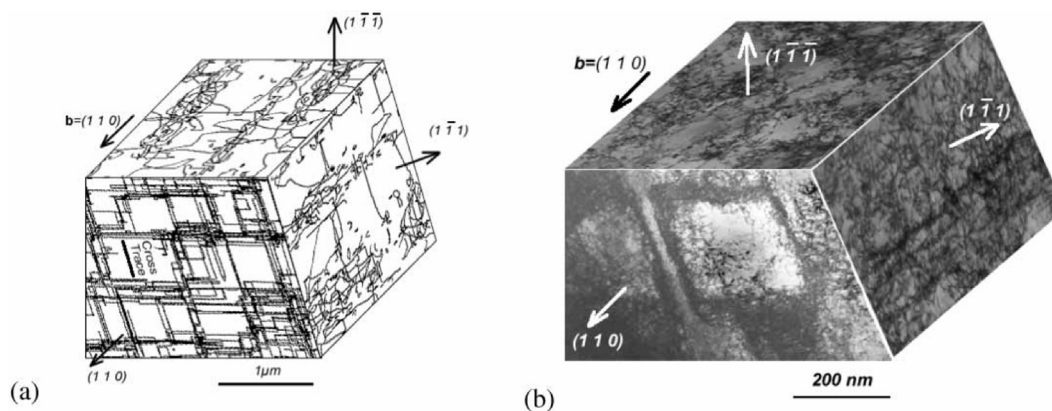 (1 1̅ 1̅)
b=(1 1 0)
(1 1̅ 1)
Cross
Trace
(1 1 0)
1µm
(a)
(1 1̅ 1̅)
b=(1 1 0)
(1 1̅ 1)
(1 1 0)
200 nm
(b)